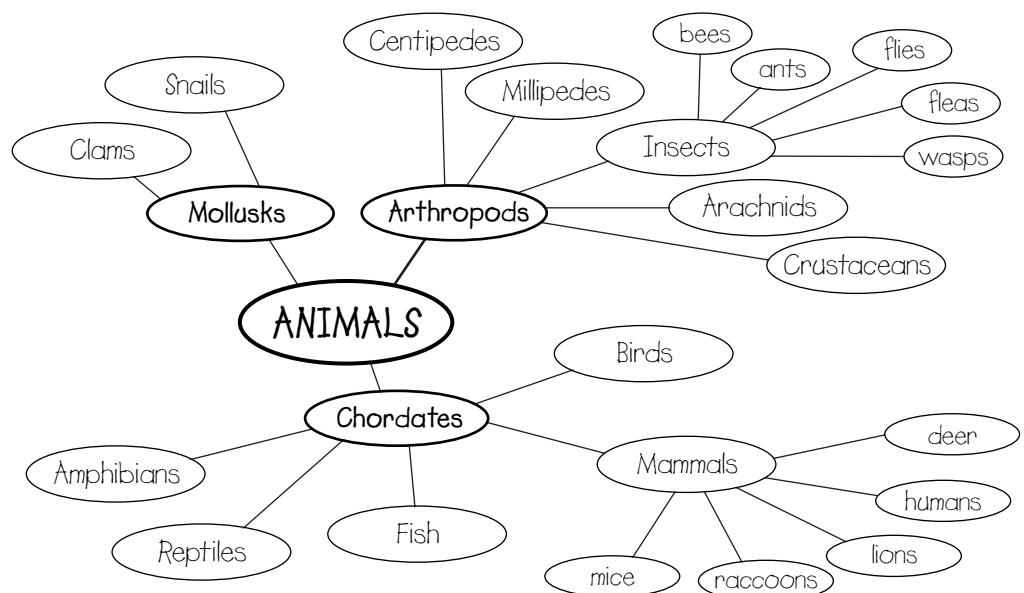 Centipedes
bees
flies
ants
Snails
Millipedes
fleas
Clams
Insects
wasps
Mollusks
Arthropods
Arachnids
Crustaceans
ANIMALS
Birds
Chordates
deer
Amphibians
Mammals
humans
Fish
Reptiles
lions
mice
raccoons